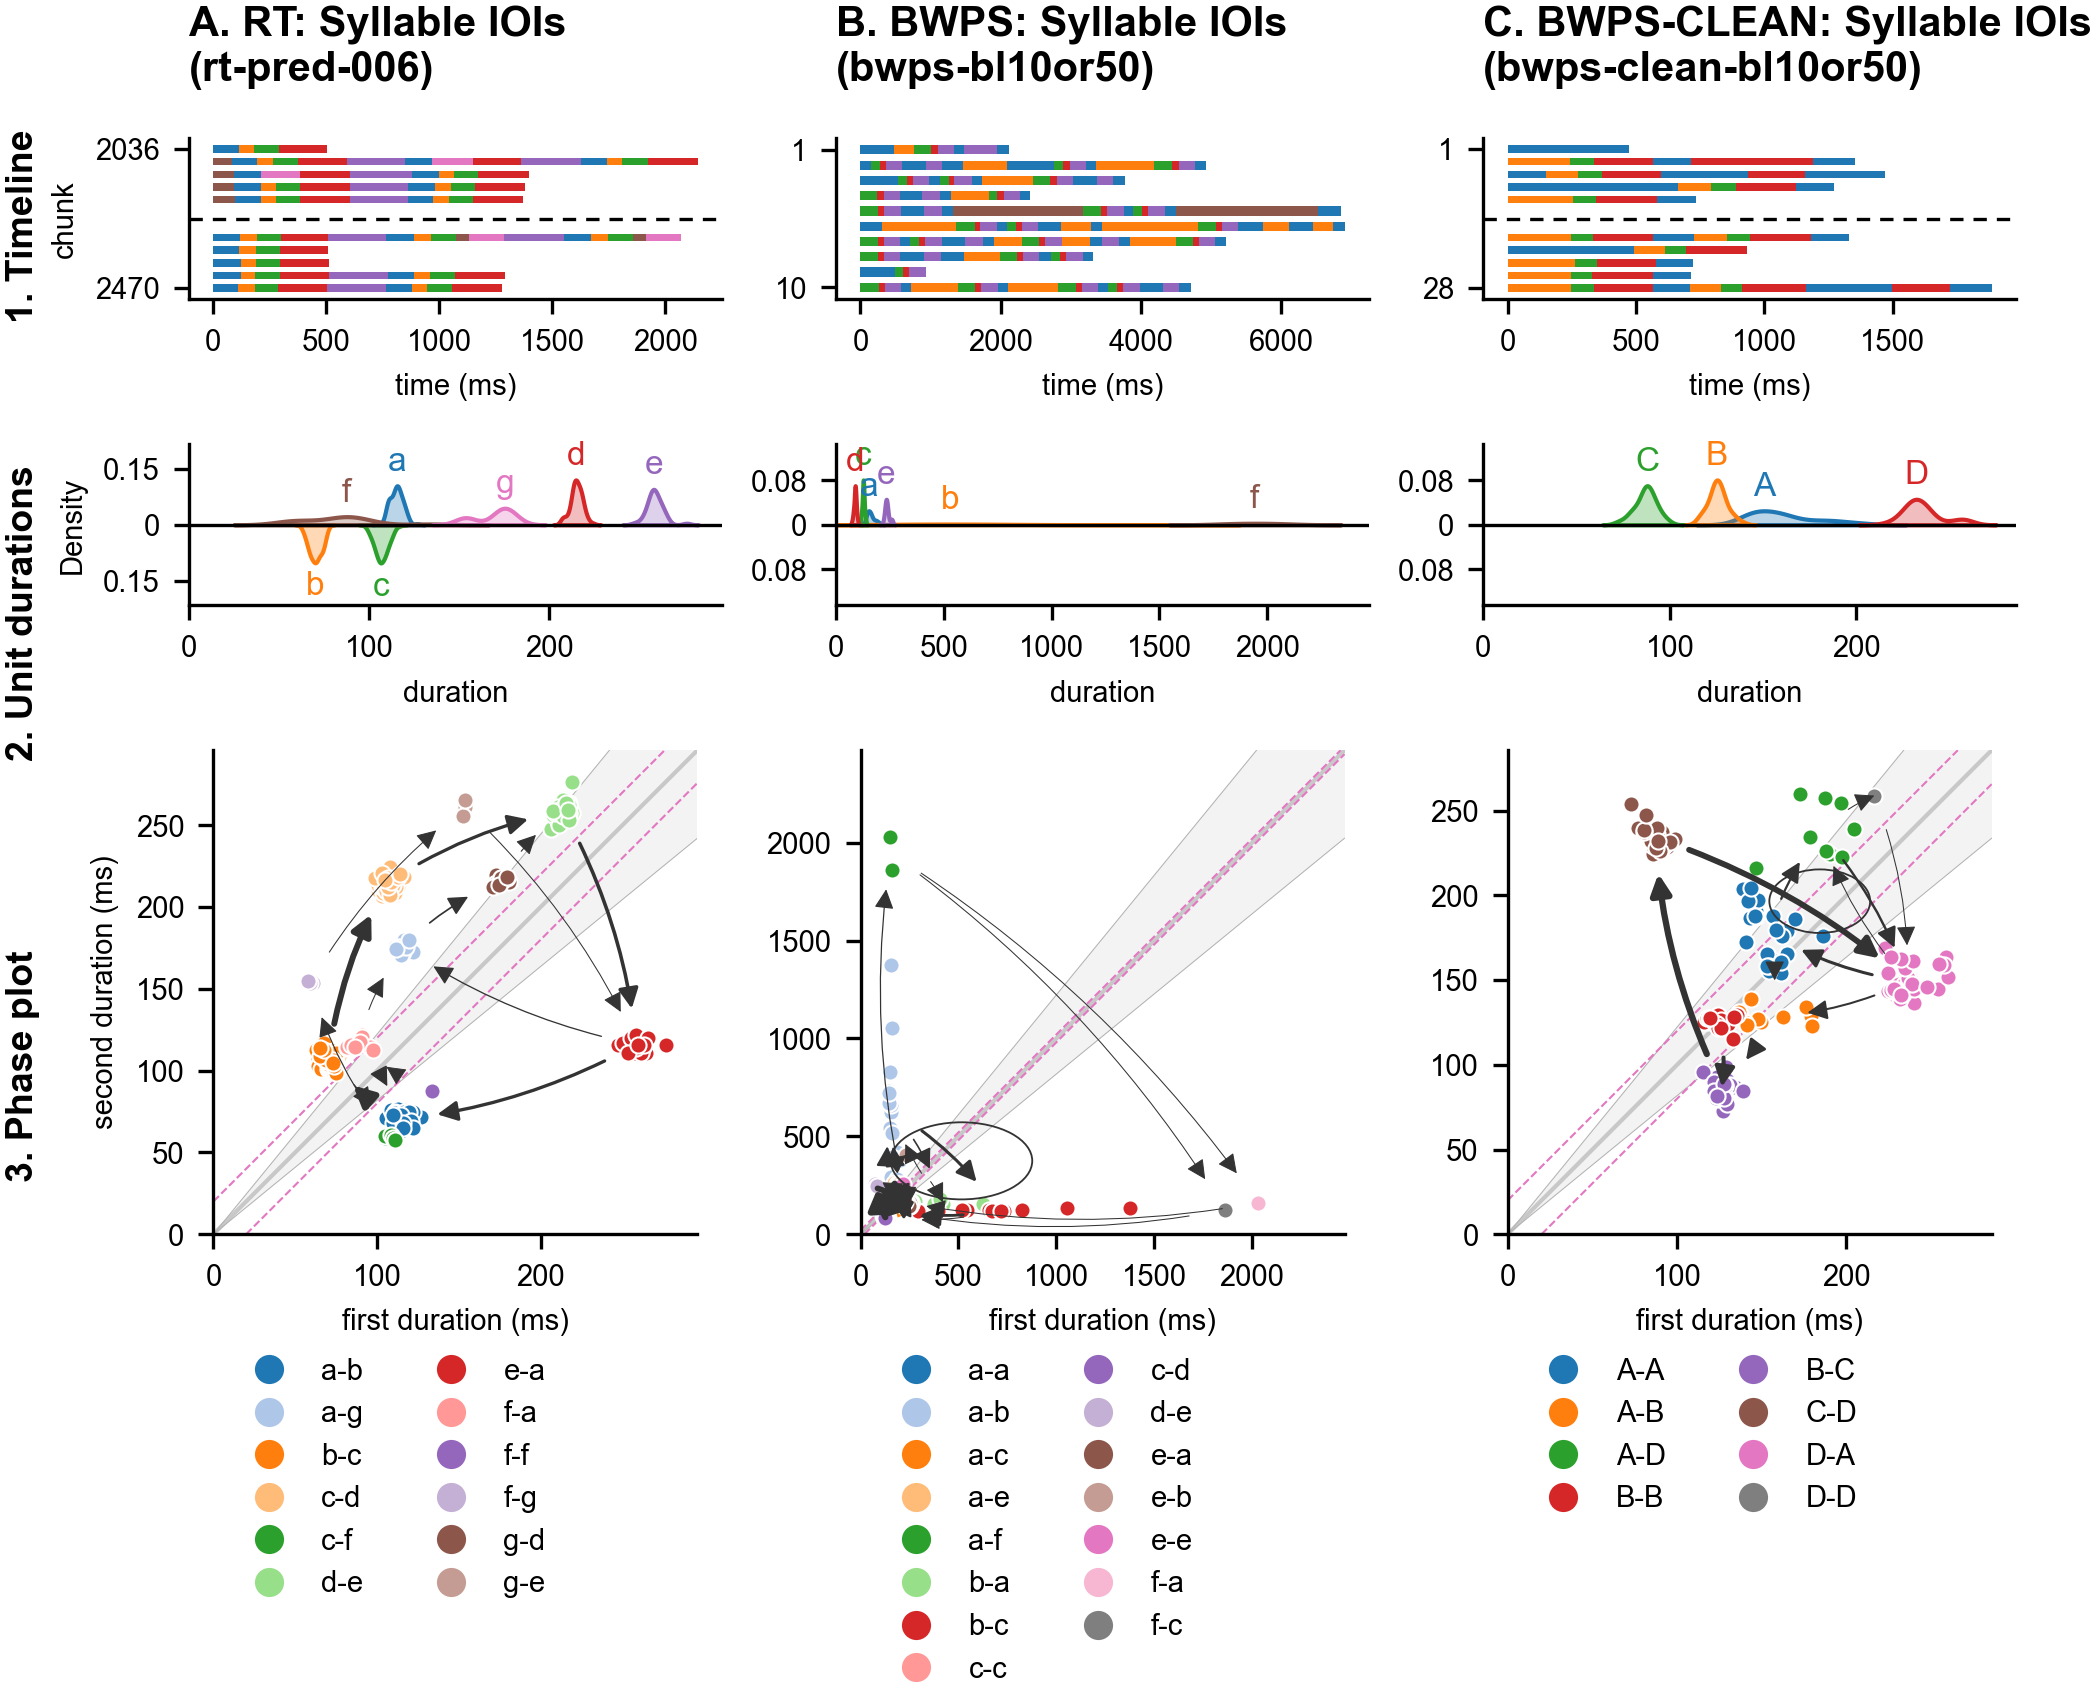 A. RT: Syllable IOIs
(rt-pred-006)
B. BWPS: Syllable IOIs
(bwps-bl10or50)
C. BWPS-CLEAN: Syllable IOIs
(bwps-clean-bl10or50)
1. Timeline
chunk
2036
2470
0 500 1000 1500 2000
time (ms)
1
10
0 2000 4000 6000
time (ms)
1
28
0 500 1000 1500
time (ms)
2. Unit durations
Density
0.15
0
0.15
f a g d e
b c
0 100 200
duration
0.08
0
0.08
d c a e b f
0 500 1000 1500 2000
duration
0.08
0
0.08
C B A D
0 100 200
duration
3. Phase plot
second duration (ms)
250
200
150
100
50
0
0 100 200
first duration (ms)
2000
1500
1000
500
0
0 500 1000 1500 2000
first duration (ms)
250
200
150
100
50
0
0 100 200
first duration (ms)
a-b
a-g
b-c
c-d
c-f
d-e
e-a
f-a
f-f
f-g
g-d
g-e
a-a
a-b
a-c
a-e
a-f
b-a
b-c
c-c
c-d
d-e
e-a
e-b
e-e
f-a
f-c
A-A
A-B
A-D
B-B
B-C
C-D
D-A
D-D